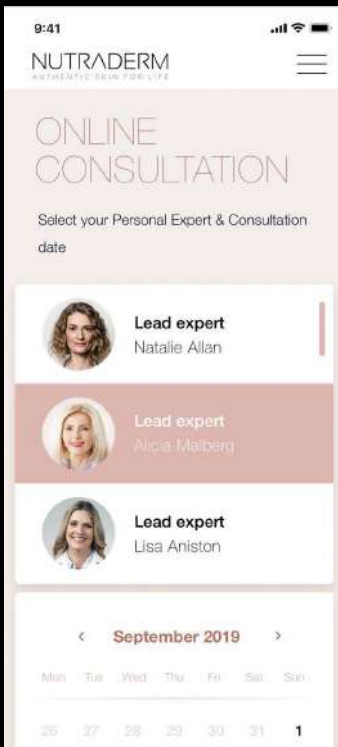 9:41
NUTRADERM
AUTHENTIC SKIN FOR LIFE
ONLINE
CONSULTATION
Select your Personal Expert & Consultation
date
Lead expert
Natalie Allan
Lead expert
Alicia Malberg
Lead expert
Lisa Aniston
< September 2019 >
Mon Tue Wed Thu Fri Sat Sun
26 27 28 29 30 31 1